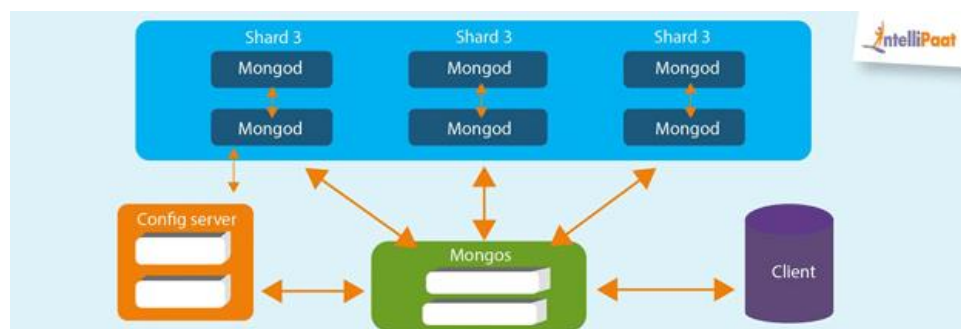 Shard 3 Shard 3 Shard 3
IntelliPaat
Mongod Mongod Mongod
Mongod Mongod Mongod
Config server
Mongos
Client